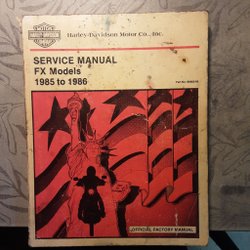 Harley-Davidson Motor Co., Inc.
SERVICE MANUAL
FX Models
1985 to 1986
OFFICIAL FACTORY MANUAL